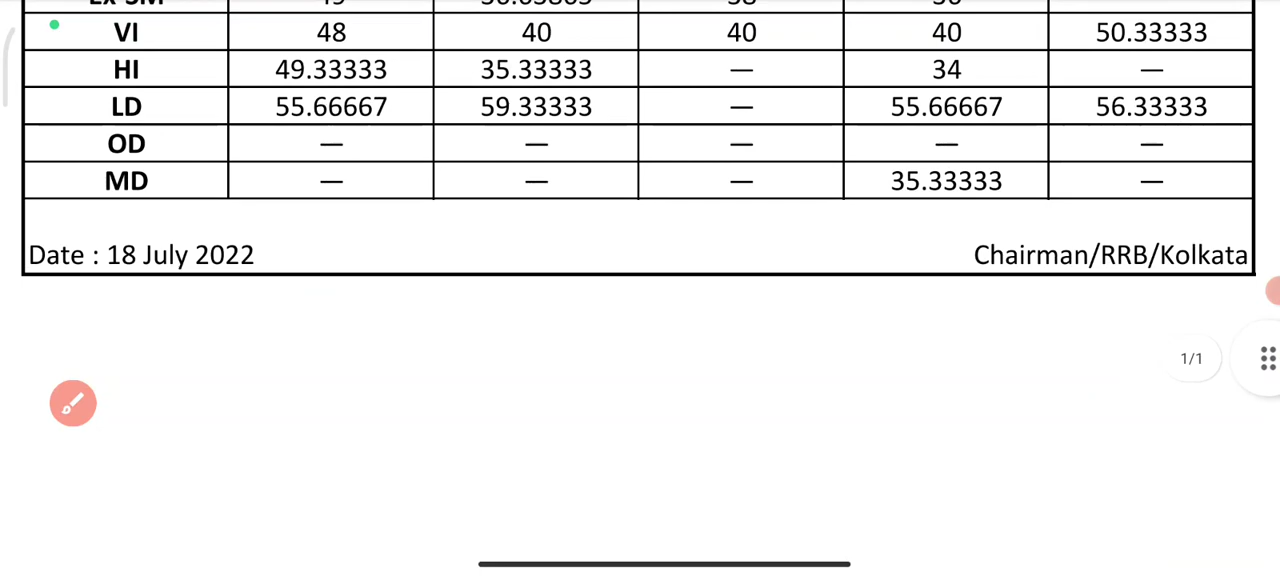 VI 48 40 40 40 50.33333
HI 49.33333 35.33333 — 34 —
LD 55.66667 59.33333 — 55.66667 56.33333
OD — — — — —
MD — — — 35.33333 —
Date : 18 July 2022 Chairman/RRB/Kolkata
1/1